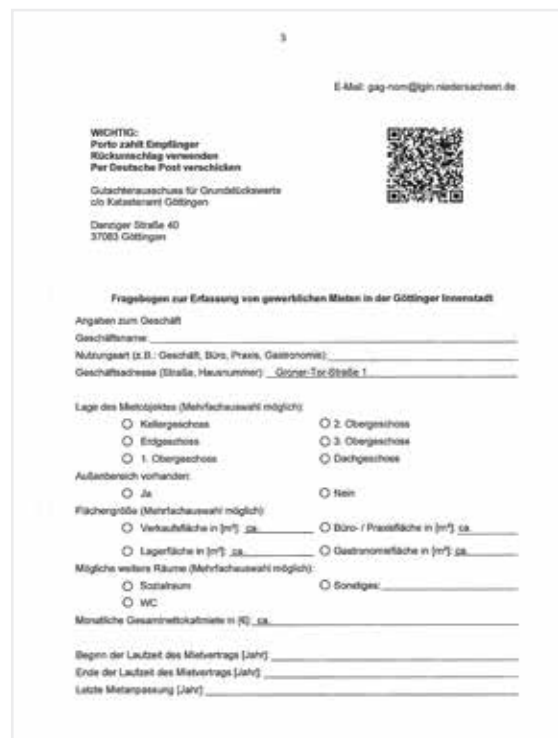 3
E-Mail: gag-nom@lgln.niedersachsen.de
WICHTIG:
Porto zahlt Empfänger
Rückumschlag verwenden
Per Deutsche Post verschicken
Gutachterausschuss für Grundstückswerte
c/o Katasteramt Göttingen
Danziger Straße 40
37083 Göttingen
Fragebogen zur Erfassung von gewerblichen Mieten in der Göttinger Innenstadt
Angaben zum Geschäft
Geschäftsname:
Nutzungsart (z.B.: Geschäft, Büro, Praxis, Gastronomie):
Geschäftsadresse (Straße, Hausnummer): Groner-Tor-Straße 1
Lage des Mietobjektes (Mehrfachauswahl möglich):
Kellergeschoss 2. Obergeschoss
Erdgeschoss 3. Obergeschoss
1. Obergeschoss Dachgeschoss
Außenbereich vorhanden:
Ja Nein
Flächengröße (Mehrfachauswahl möglich):
Verkaufsfläche in [m²]: ca. Büro- / Praxisfläche in [m²]: ca.
Lagerfläche in [m²]: ca. Gastronomiefläche in [m²]: ca.
Mögliche weitere Räume (Mehrfachauswahl möglich):
Sozialraum Sonstiges:
WC
Monatliche Gesamtnettokaltmiete in [€]: ca.
Beginn der Laufzeit des Mietvertrags [Jahr]:
Ende der Laufzeit des Mietvertrags [Jahr]:
Letzte Mietanpassung [Jahr]: